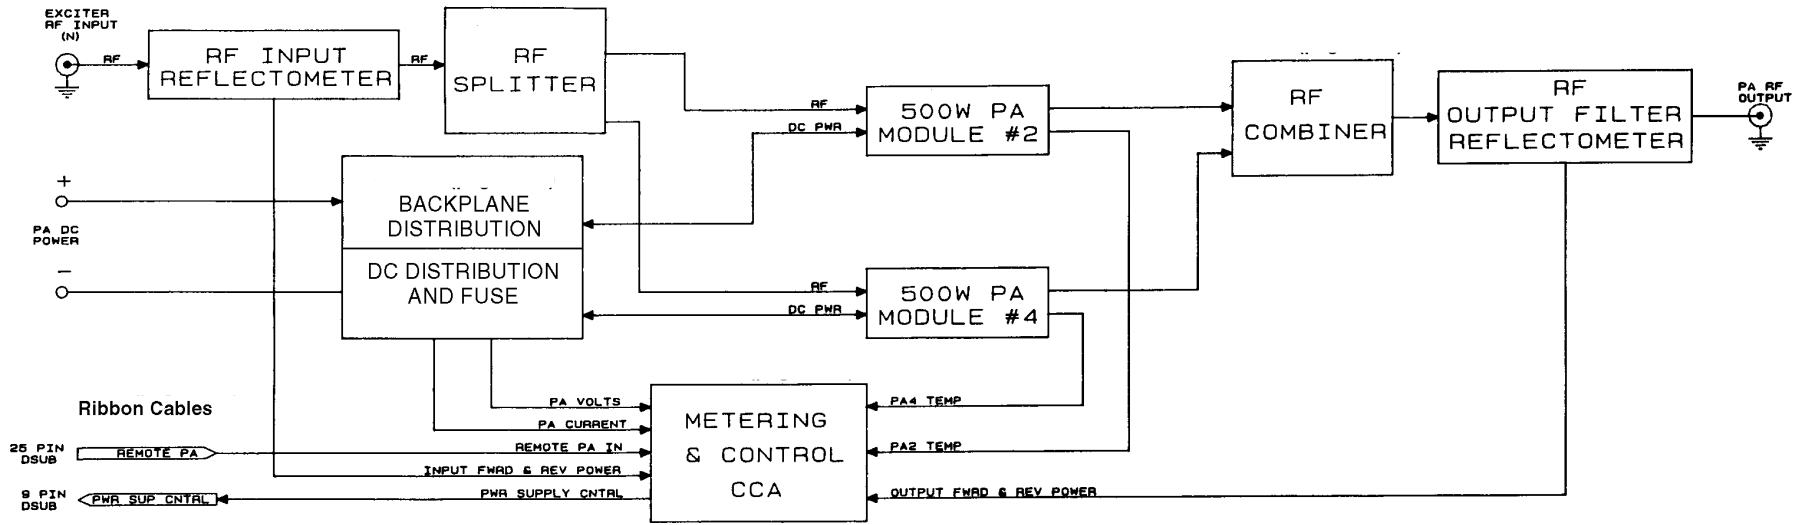 EXCITER
RF INPUT
(N)
RF
RF INPUT
REFLECTOMETER
RF
RF
SPLITTER
RF
DC PWR
500W PA
MODULE #2
RF
COMBINER
RF
OUTPUT FILTER
REFLECTOMETER
PA RF
OUTPUT
+
PA DC
POWER
−
BACKPLANE
DISTRIBUTION
DC DISTRIBUTION
AND FUSE
RF
DC PWR
500W PA
MODULE #4
Ribbon Cables
25 PIN
DSUB
REMOTE PA
9 PIN
DSUB
PWR SUP CNTRL
PA VOLTS
PA CURRENT
REMOTE PA IN
INPUT FWRD & REV POWER
PWR SUPPLY CNTRL
METERING
& CONTROL
CCA
PA4 TEMP
PA2 TEMP
OUTPUT FWRD & REV POWER